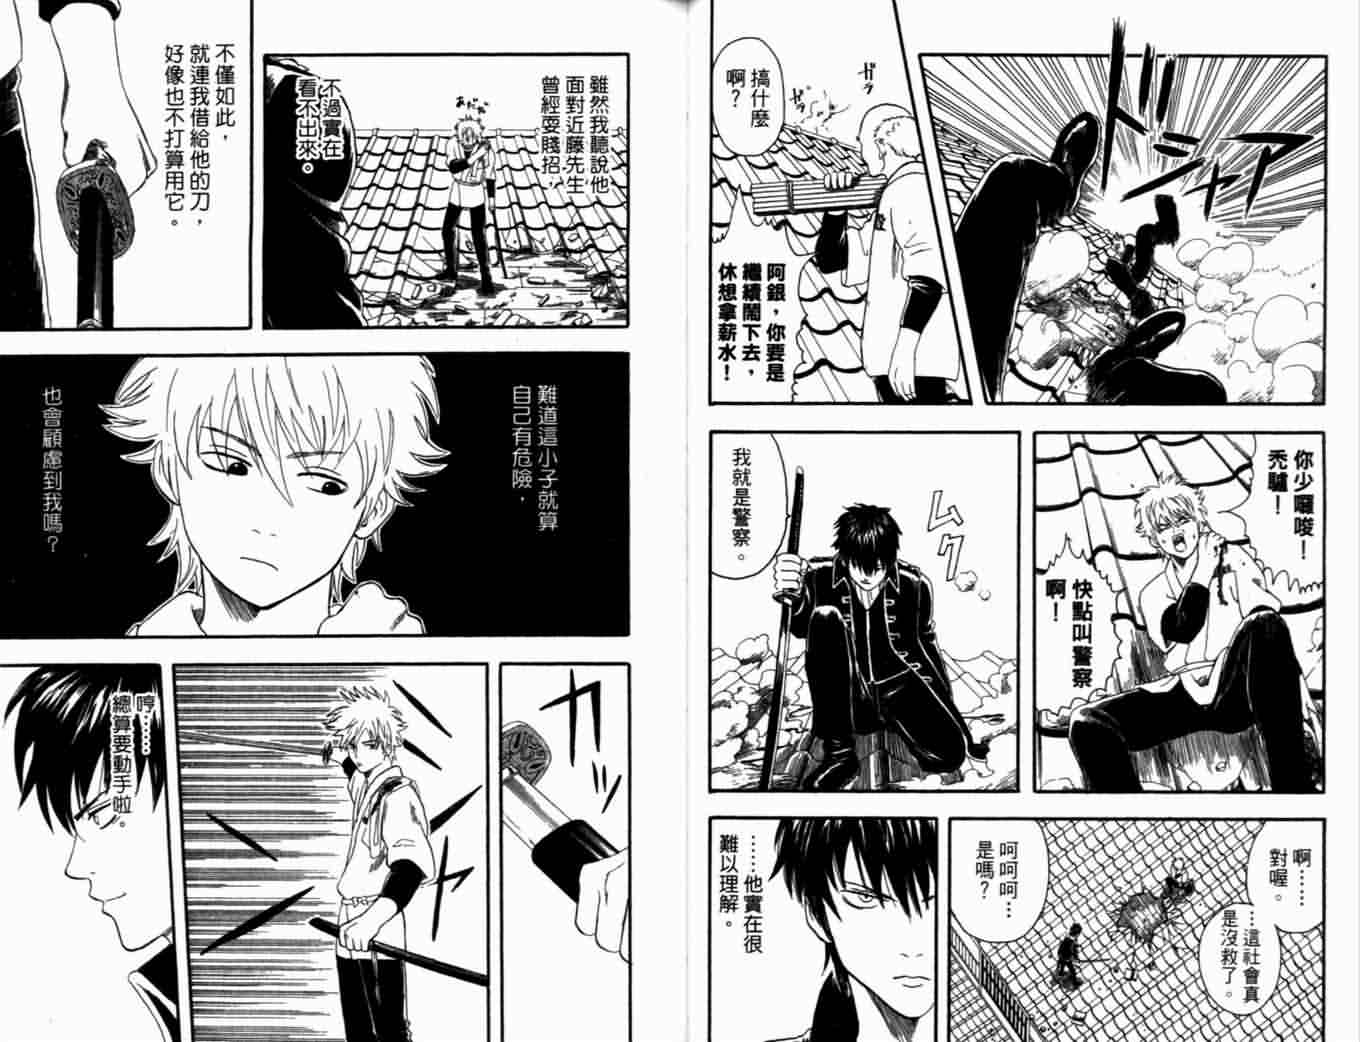 ドシャア
ガラ
ガラ
搞什麼
啊？
阿銀，你要是
繼續鬧下去，
休想拿薪水！
你少囉唆！
禿驢！
快點叫警察
啊！
ムク
我就是警察。
啊……
對喔。
…這社會真
是沒救了。
呵呵呵…
是嗎？
……他實在很
難以理解。
雖然我聽說他
面對近藤先生
曾經耍賤招，
あだだ
不過實在
看不出來。
不僅如此，
就連我借給他的刀，
好像也不打算用它。
難道這小子就算
自己有危險，
也會顧慮到我嗎？
哼……
總算要動手啦。